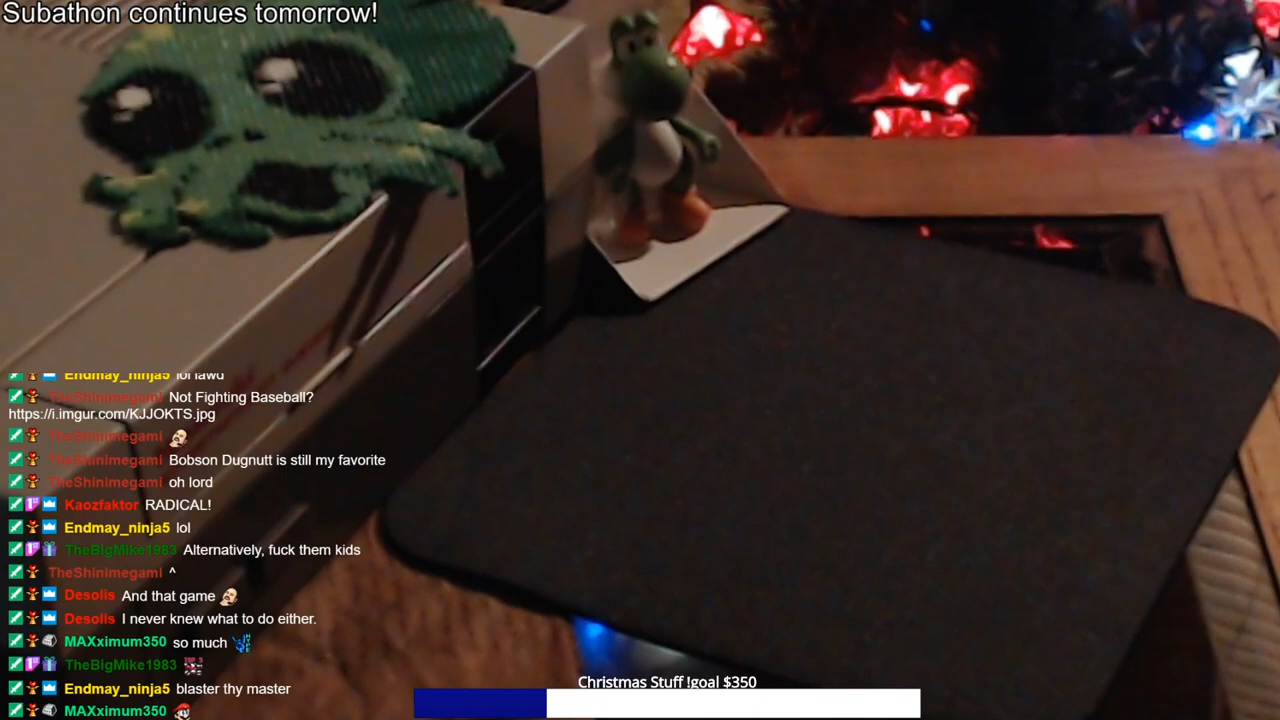 Subathon continues tomorrow!
Endmay_ninja5 lol lawd
TheShinimegami Not Fighting Baseball?
https://i.imgur.com/KJJOKTS.jpg
TheShinimegami
TheShinimegami Bobson Dugnutt is still my favorite
TheShinimegami oh lord
Kaozfaktor RADICAL!
Endmay_ninja5 lol
TheBigMike1983 Alternatively, fuck them kids
TheShinimegami ^
Desolis And that game
Desolis I never knew what to do either.
MAXximum350 so much
TheBigMike1983
Endmay_ninja5 blaster thy master
MAXximum350
Christmas Stuff !goal $350